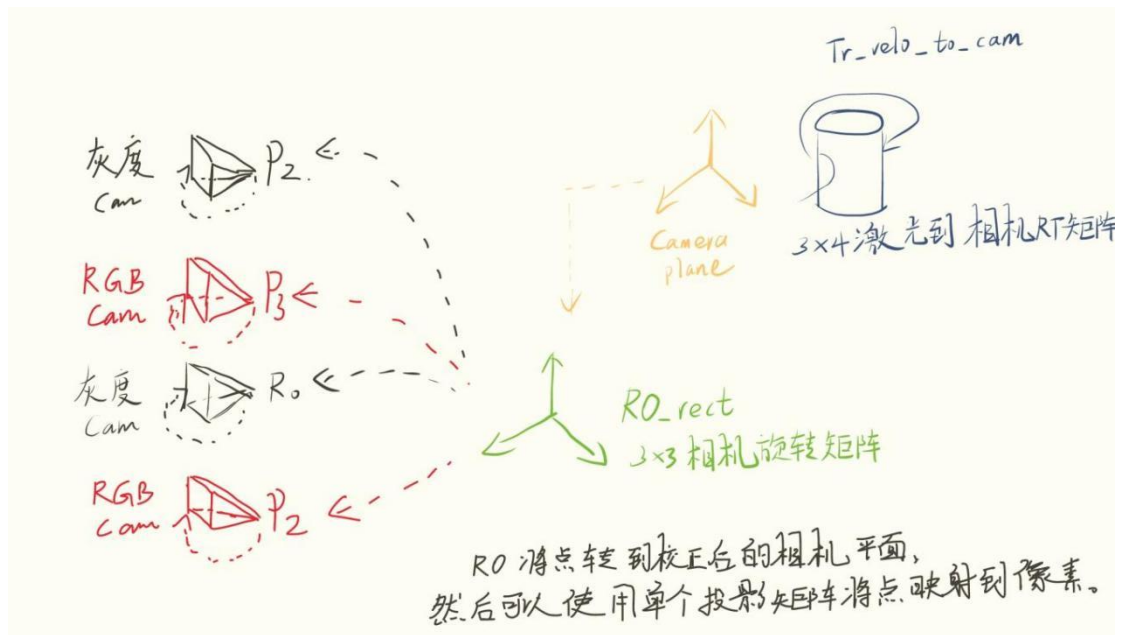 Tr_velo_to_cam
灰度
Cam
P2.
Camera
plane
3×4激光到相机RT矩阵
RGB
Cam
P3
灰度
Cam
R0
R0_rect
3×3相机旋转矩阵
RGB
Cam
P2
R0将点转到校正后的相机平面,
然后可以使用单个投影矩阵将点映射到像素。